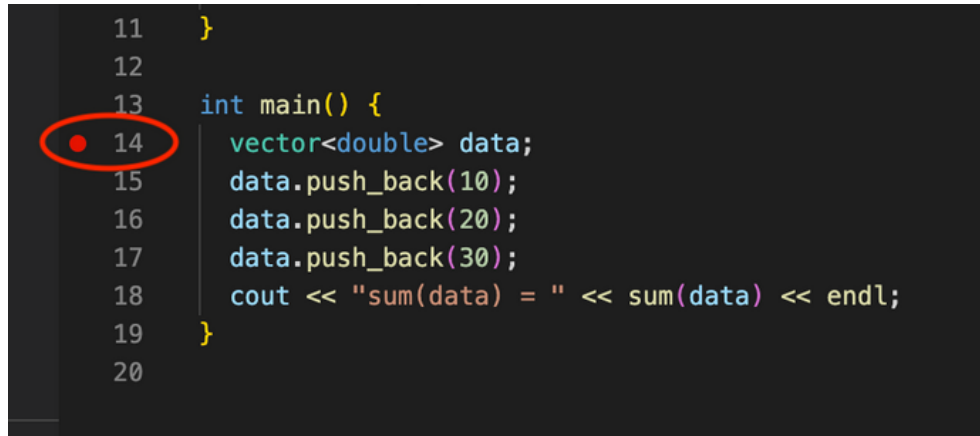 11 }
12
13 int main() {
14 vector<double> data;
15 data.push_back(10);
16 data.push_back(20);
17 data.push_back(30);
18 cout << "sum(data) = " << sum(data) << endl;
19 }
20